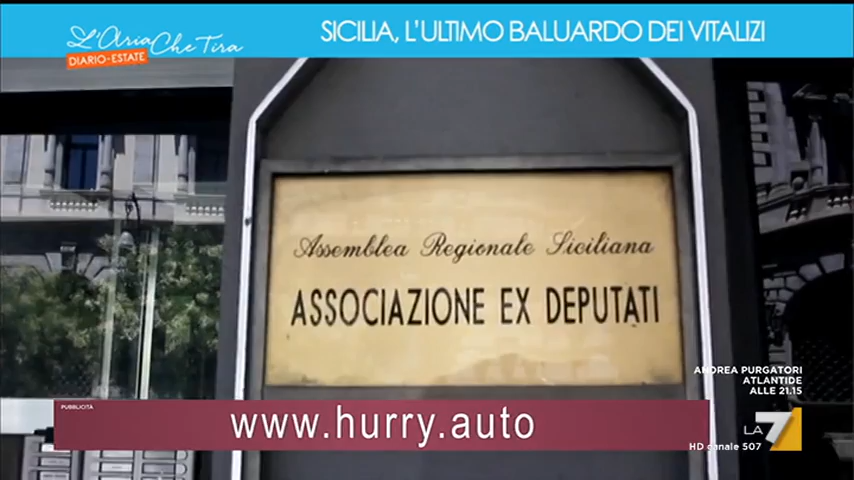 L'Aria Che Tira
DIARIO-ESTATE
SICILIA, L'ULTIMO BALUARDO DEI VITALIZI
Assemblea Regionale Siciliana
ASSOCIAZIONE EX DEPUTATI
ANDREA PURGATORI
ATLANTIDE
ALLE 21.15
PUBBLICITÀ
www.hurry.auto
LA7
HD canale 507